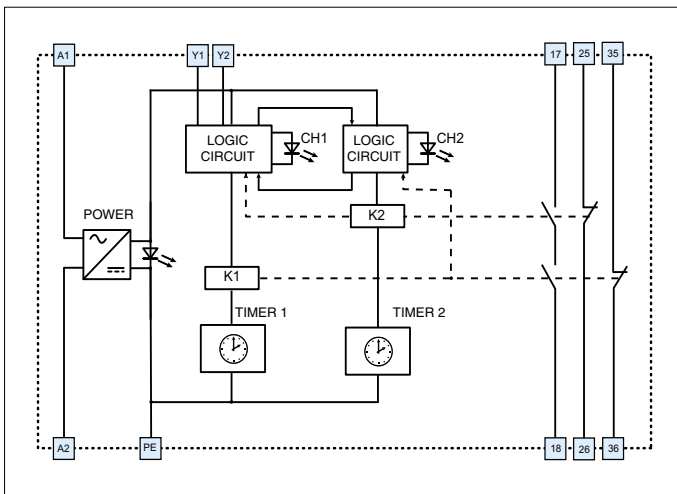 A1
Y1
Y2
17
25
35
LOGIC
CIRCUIT
CH1
LOGIC
CIRCUIT
CH2
POWER
K2
K1
TIMER 1
TIMER 2
A2
PE
18
26
36